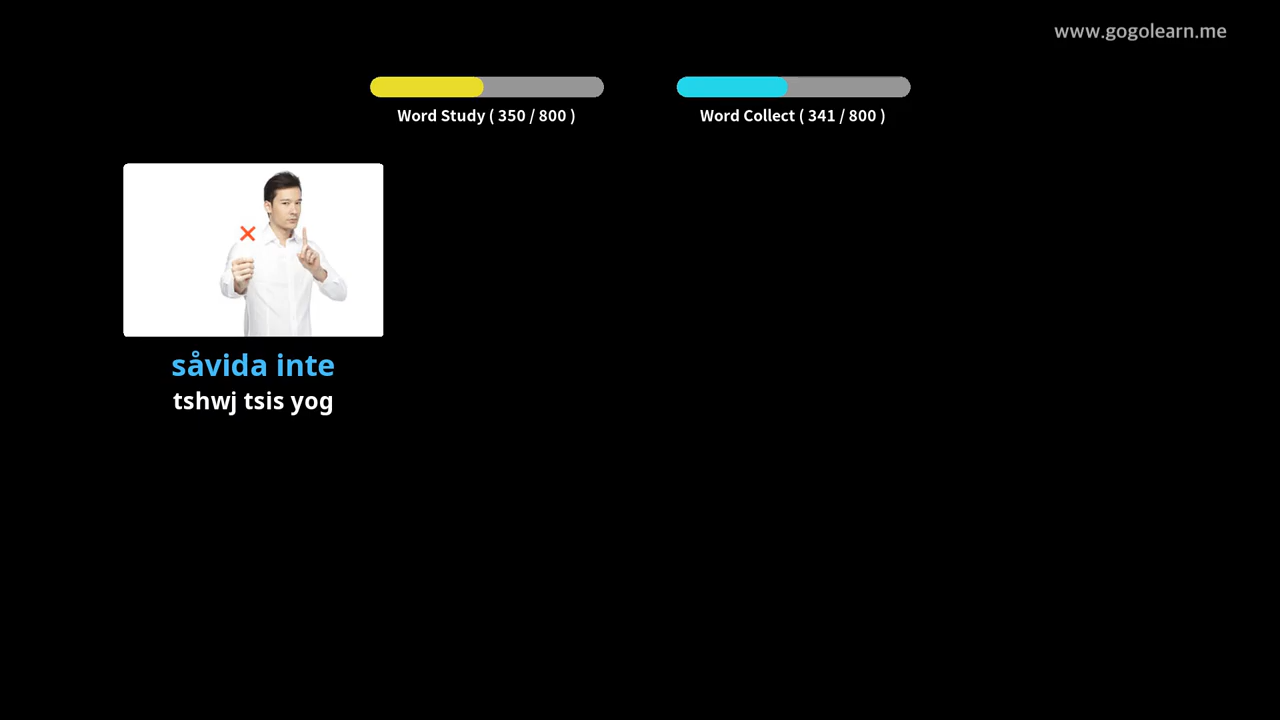 www.gogolearn.me
Word Study ( 350 / 800 )
Word Collect ( 341 / 800 )
såvida inte
tshwj tsis yog